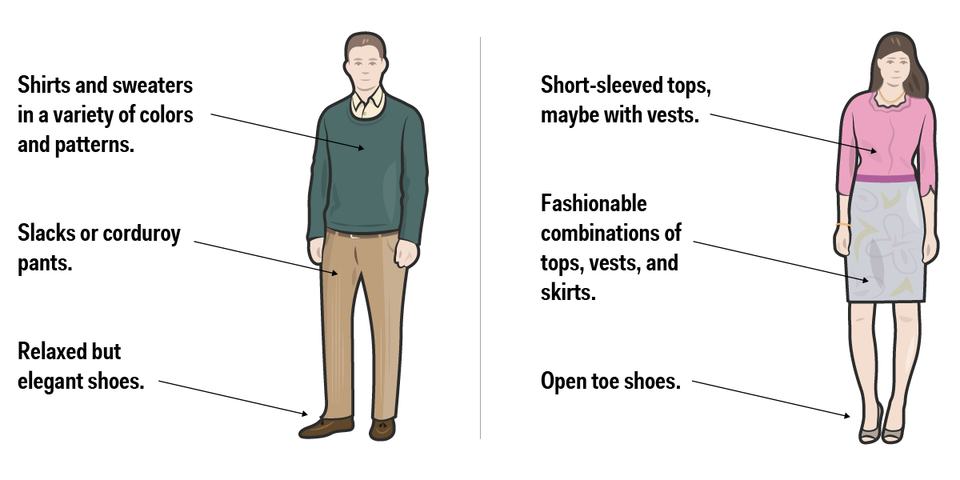 Shirts and sweaters
in a variety of colors
and patterns.
Slacks or corduroy
pants.
Relaxed but
elegant shoes.
Short-sleeved tops,
maybe with vests.
Fashionable
combinations of
tops, vests, and
skirts.
Open toe shoes.